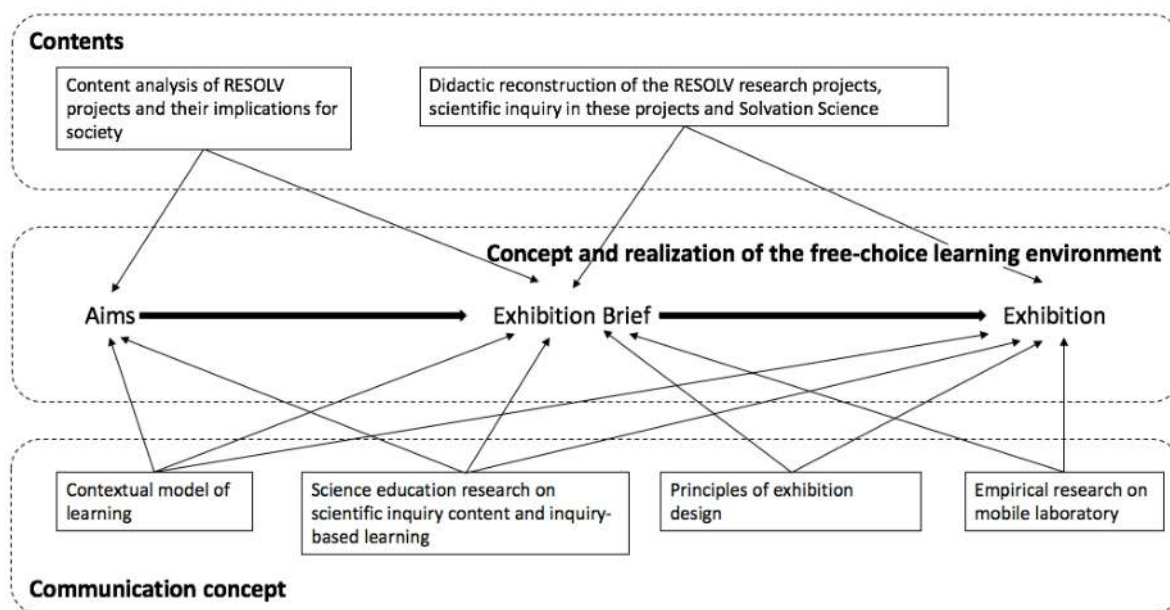 Contents
Content analysis of RESOLV
projects and their implications for
society
Didactic reconstruction of the RESOLV research projects,
scientific inquiry in these projects and Solvation Science
Concept and realization of the free-choice learning environment
Aims
Exhibition Brief
Exhibition
Contextual model of
learning
Science education research on
scientific inquiry content and inquiry-
based learning
Principles of exhibition
design
Empirical research on
mobile laboratory
Communication concept